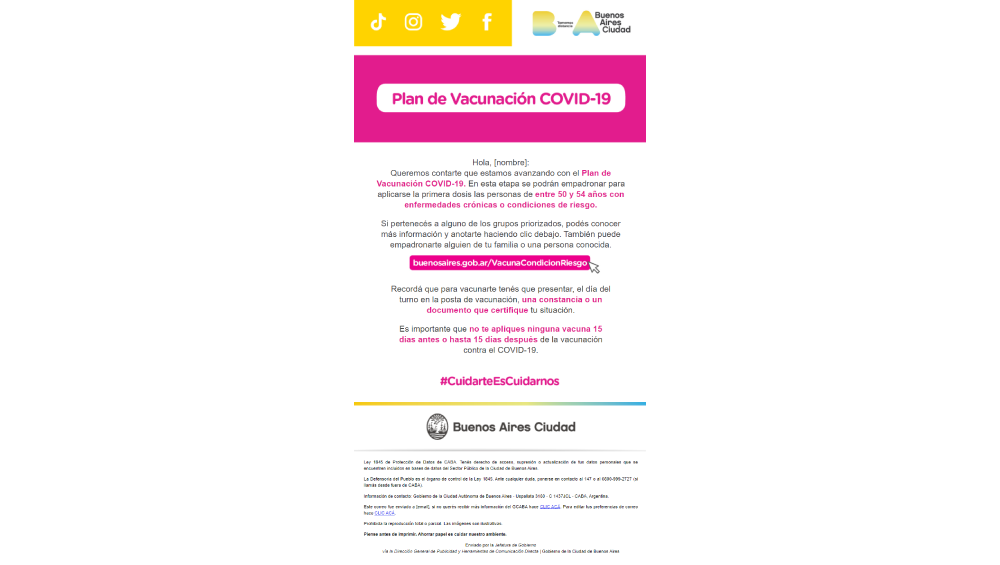 Buenos
Aires
Ciudad
Plan de Vacunación COVID-19
Hola, [nombre]:
Queremos contarte que estamos avanzando con el Plan de
Vacunación COVID-19. En esta etapa se podrán empadronar para
aplicarse la primera dosis las personas de entre 50 y 54 años con
enfermedades crónicas o condiciones de riesgo.
Si pertenecés a alguno de los grupos priorizados, podés conocer
más información y anotarte haciendo clic debajo. También puede
empadronarte alguien de tu familia o una persona conocida.
buenosaires.gob.ar/VacunaCondicionRiesgo
Recordá que para vacunarte tenés que presentar, el día del
turno en la posta de vacunación, una constancia o un
documento que certifique tu situación.
Es importante que no te apliques ninguna vacuna 15
días antes o hasta 15 días después de la vacunación
contra el COVID-19.
#CuidarteEsCuidarnos
Buenos Aires Ciudad
Ley 1845 de Protección de Datos de CABA. Tenés derecho de acceso, supresión o actualización de tus datos personales que se
encuentren incluidos en bases de datos del Sector Público de la Ciudad de Buenos Aires.
La Defensoría del Pueblo es el órgano de control de la Ley 1845. Ante cualquier duda, ponerse en contacto al 147 o al 0800-999-2727 (si
llamás desde fuera de CABA).
Información de contacto: Gobierno de la Ciudad Autónoma de Buenos Aires - Uspallata 3160 - C 1437JCL - CABA, Argentina.
Este correo fue enviado a [email], si no querés recibir más información del GCABA hacé CLIC ACÁ. Para editar tus preferencias de correo
hacé CLIC ACÁ.
Prohibida la reproducción total o parcial. Las imágenes son ilustrativas.
Piense antes de imprimir. Ahorrar papel es cuidar nuestro ambiente.
Enviado por la Jefatura de Gobierno
vía la Dirección General de Publicidad y Herramientas de Comunicación Directa | Gobierno de la Ciudad de Buenos Aires